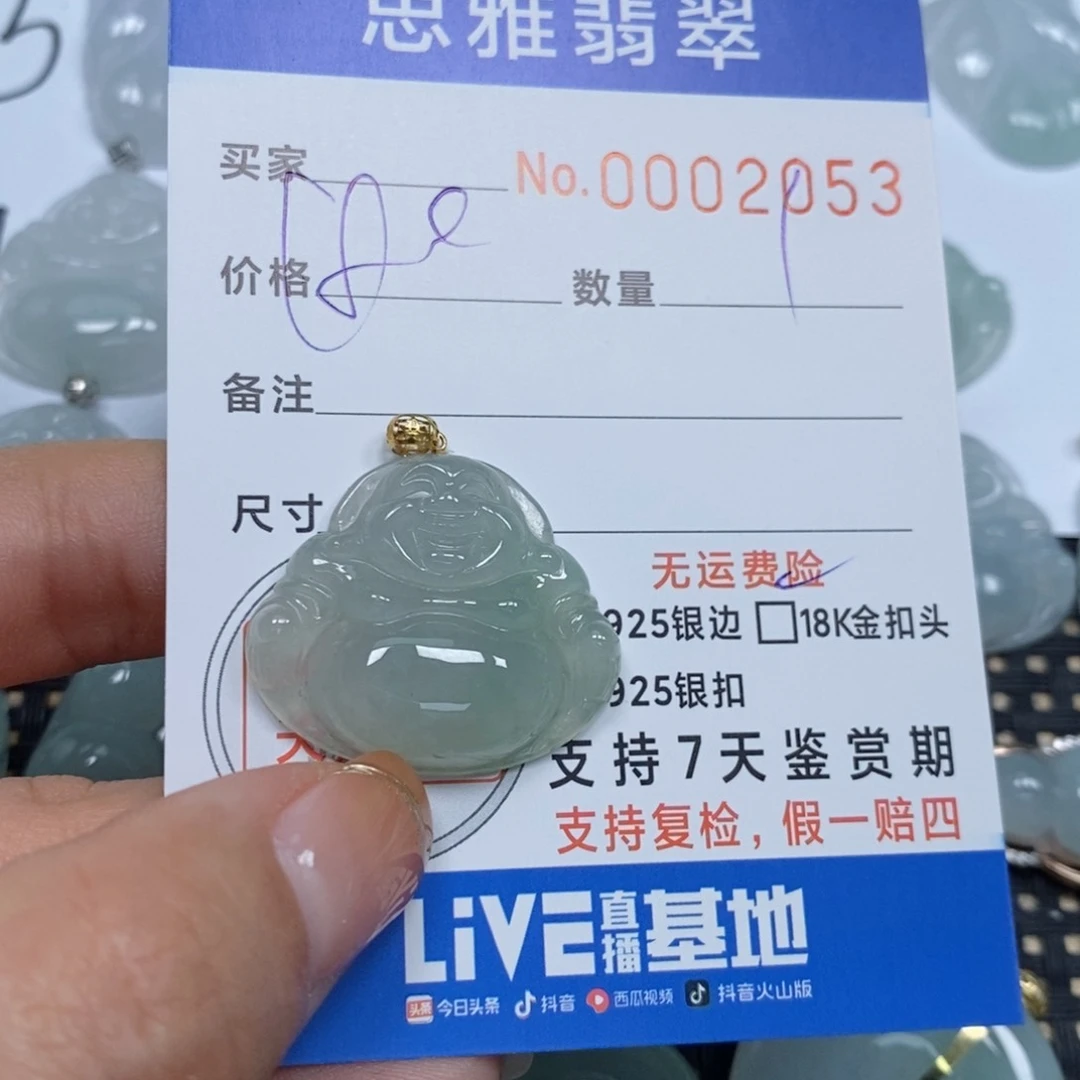 思雅翡翠
买家 No.0002053
价格 数量
备注
尺寸
无运费险
925银边 □18K金扣头
925银扣
支持7天鉴赏期
支持复检，假一赔四
LiVE直播基地
头条 今日头条 抖音 西瓜视频 抖音火山版